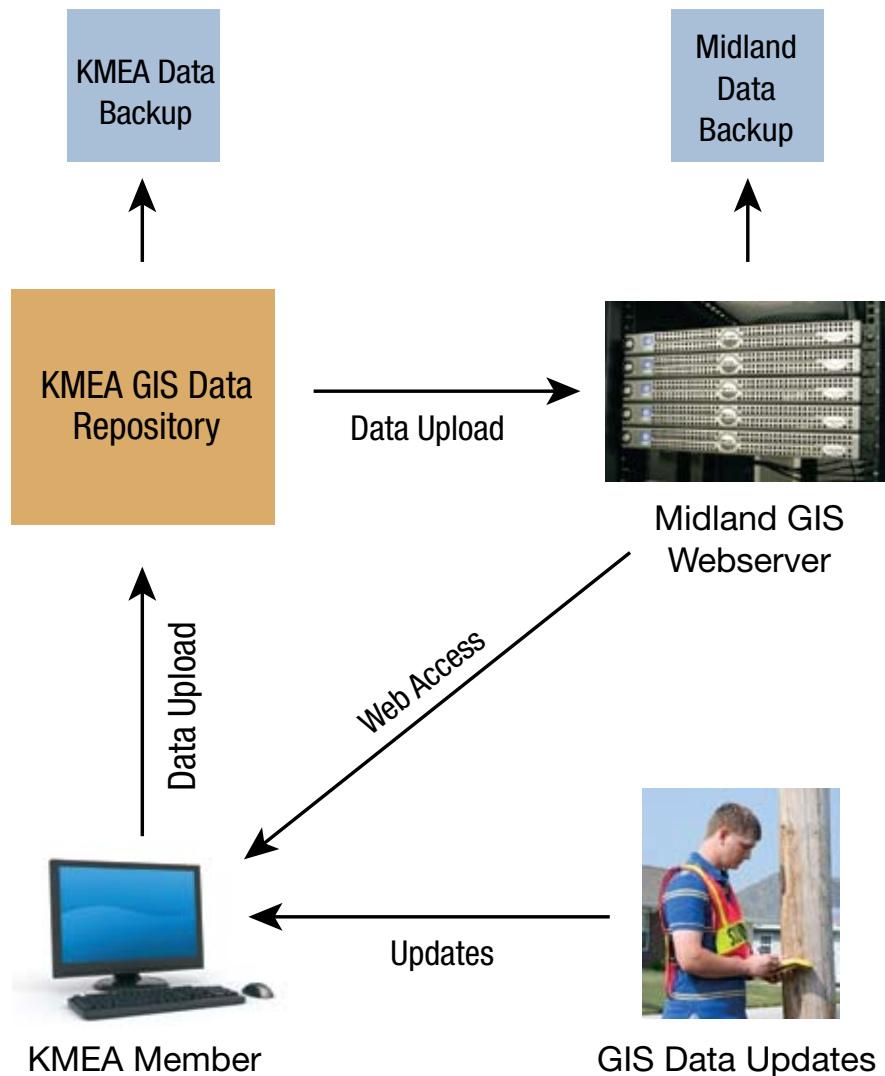 KMEA Data
Backup
Midland
Data
Backup
KMEA GIS Data
Repository
Data Upload
Midland GIS
Webserver
Data Upload
Web Access
Updates
KMEA Member
GIS Data Updates